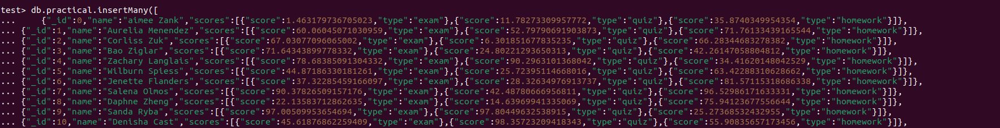 test> db.practical.insertMany([
...     {"_id":0,"name":"aimee Zank","scores":[{"score":1.463179736705023,"type":"exam"},{"score":11.78273309957772,"type":"quiz"},{"score":35.8740349954354,"type":"homework"}]},
... {"_id":1,"name":"Aurelia Menendez","scores":[{"score":60.06045071030959,"type":"exam"},{"score":52.79790691903873,"type":"quiz"},{"score":71.76133439165544,"type":"homework"}]},
... {"_id":2,"name":"Corliss Zuk","scores":[{"score":67.03077096065002,"type":"exam"},{"score":6.301851677835235,"type":"quiz"},{"score":66.28344683278382,"type":"homework"}]},
... {"_id":3,"name":"Bao Ziglar","scores":[{"score":71.64343899778332,"type":"exam"},{"score":24.80221293650313,"type":"quiz"},{"score":42.26147058804812,"type":"homework"}]},
... {"_id":4,"name":"Zachary Langlais","scores":[{"score":78.68385091304332,"type":"exam"},{"score":90.2963101368042,"type":"quiz"},{"score":34.41620148042529,"type":"homework"}]},
... {"_id":5,"name":"Wilburn Spiess","scores":[{"score":44.87186330181261,"type":"exam"},{"score":25.72395114668016,"type":"quiz"},{"score":63.42288310628662,"type":"homework"}]},
... {"_id":6,"name":"Jenette Flanders","scores":[{"score":37.32285459166097,"type":"exam"},{"score":28.32634976913737,"type":"quiz"},{"score":81.57115318686338,"type":"homework"}]},
... {"_id":7,"name":"Salena Olmos","scores":[{"score":90.37826509157176,"type":"exam"},{"score":42.48780666956811,"type":"quiz"},{"score":96.52986171633331,"type":"homework"}]},
... {"_id":8,"name":"Daphne Zheng","scores":[{"score":22.13583712862635,"type":"exam"},{"score":14.63969941335069,"type":"quiz"},{"score":75.94123677556644,"type":"homework"}]},
... {"_id":9,"name":"Sanda Ryba","scores":[{"score":97.00509953654694,"type":"exam"},{"score":97.80449632538915,"type":"quiz"},{"score":25.27368532432955,"type":"homework"}]},
... {"_id":10,"name":"Denisha Cast","scores":[{"score":45.61876862259409,"type":"exam"},{"score":98.35723209418343,"type":"quiz"},{"score":55.90835657173456,"type":"homework"}]},